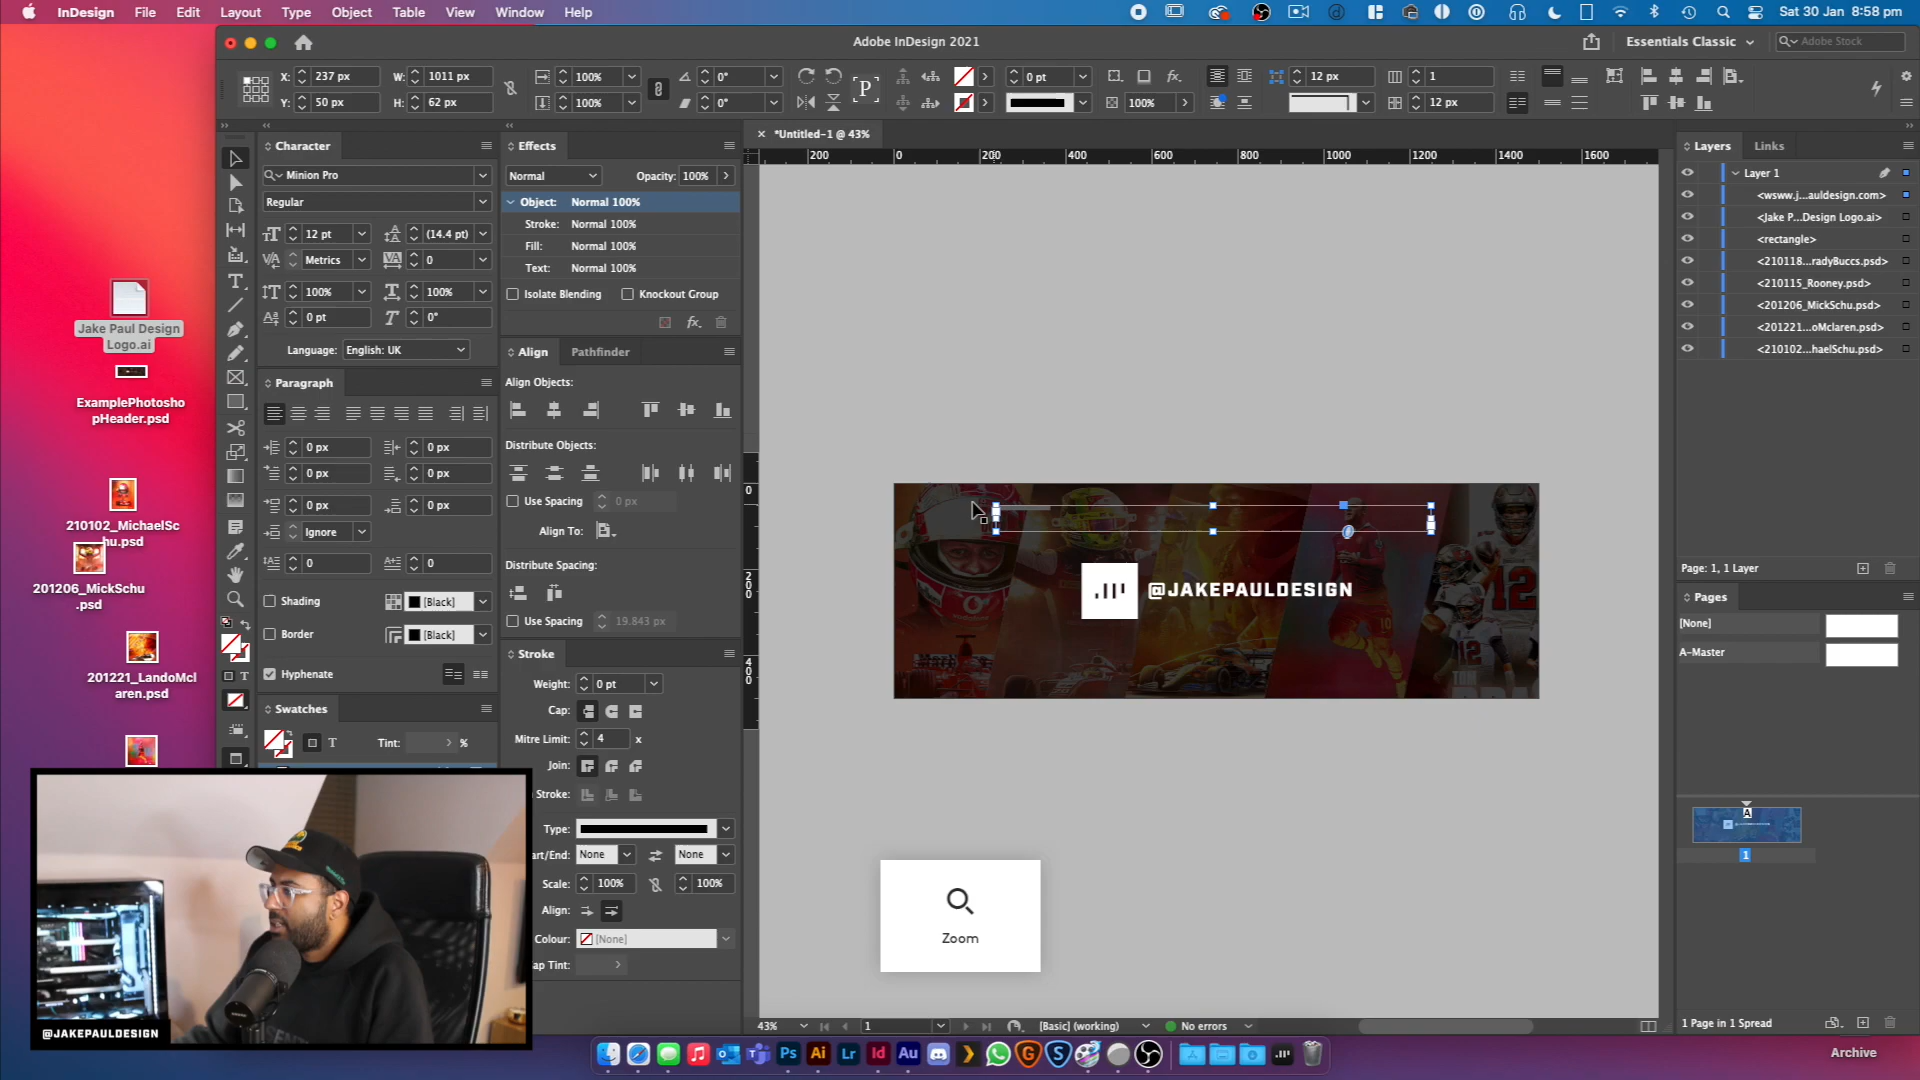 InDesign File Edit Layout Type Object Table View Window Help
Sat 30 Jan 8:58 pm
Adobe InDesign 2021
Essentials Classic
Adobe Stock
X: 237 px W: 1011 px 100% 0° 0 pt 12 px 1
Y: 50 px H: 62 px 100% 0° P 100% 12 px
*Untitled-1 @ 43%
200 0 200 400 600 800 1000 1200 1400 1600
Character
Minion Pro
Regular
12 pt (14.4 pt)
Metrics 0
100% 100%
0 pt 0°
Language: English: UK
Paragraph
0 px 0 px
0 px 0 px
0 px 0 px
Ignore
0 0
Shading [Black]
Border [Black]
Hyphenate
Swatches
Tint: %
Effects
Normal Opacity: 100%
Object: Normal 100%
Stroke: Normal 100%
Fill: Normal 100%
Text: Normal 100%
Isolate Blending Knockout Group
Align Pathfinder
Align Objects:
Distribute Objects:
Use Spacing 0 px
Align To:
Distribute Spacing:
Use Spacing 19.843 px
Stroke
Weight: 0 pt
Cap:
Mitre Limit: 4 x
Join:
Stroke:
Type:
art/End: None None
Scale: 100% 100%
Align:
Colour: [None]
ap Tint:
Jake Paul Design
Logo.ai
ExamplePhotosho
pHeader.psd
210102_MichaelSc
hu.psd
201206_MickSchu
.psd
201221_LandoMcl
aren.psd
@JAKEPAULDESIGN
@JAKEPAULDESIGN
Zoom
Layers Links
Layer 1
<wsww.j...auldesign.com>
<Jake P...Design Logo.ai>
<rectangle>
<210118...radyBuccs.psd>
<210115_Rooney.psd>
<201206_MickSchu.psd>
<201221...oMclaren.psd>
<210102...haelSchu.psd>
Page: 1, 1 Layer
Pages
[None]
A-Master
A
1
1 Page in 1 Spread
43% 1 [Basic] (working) No errors
Archive